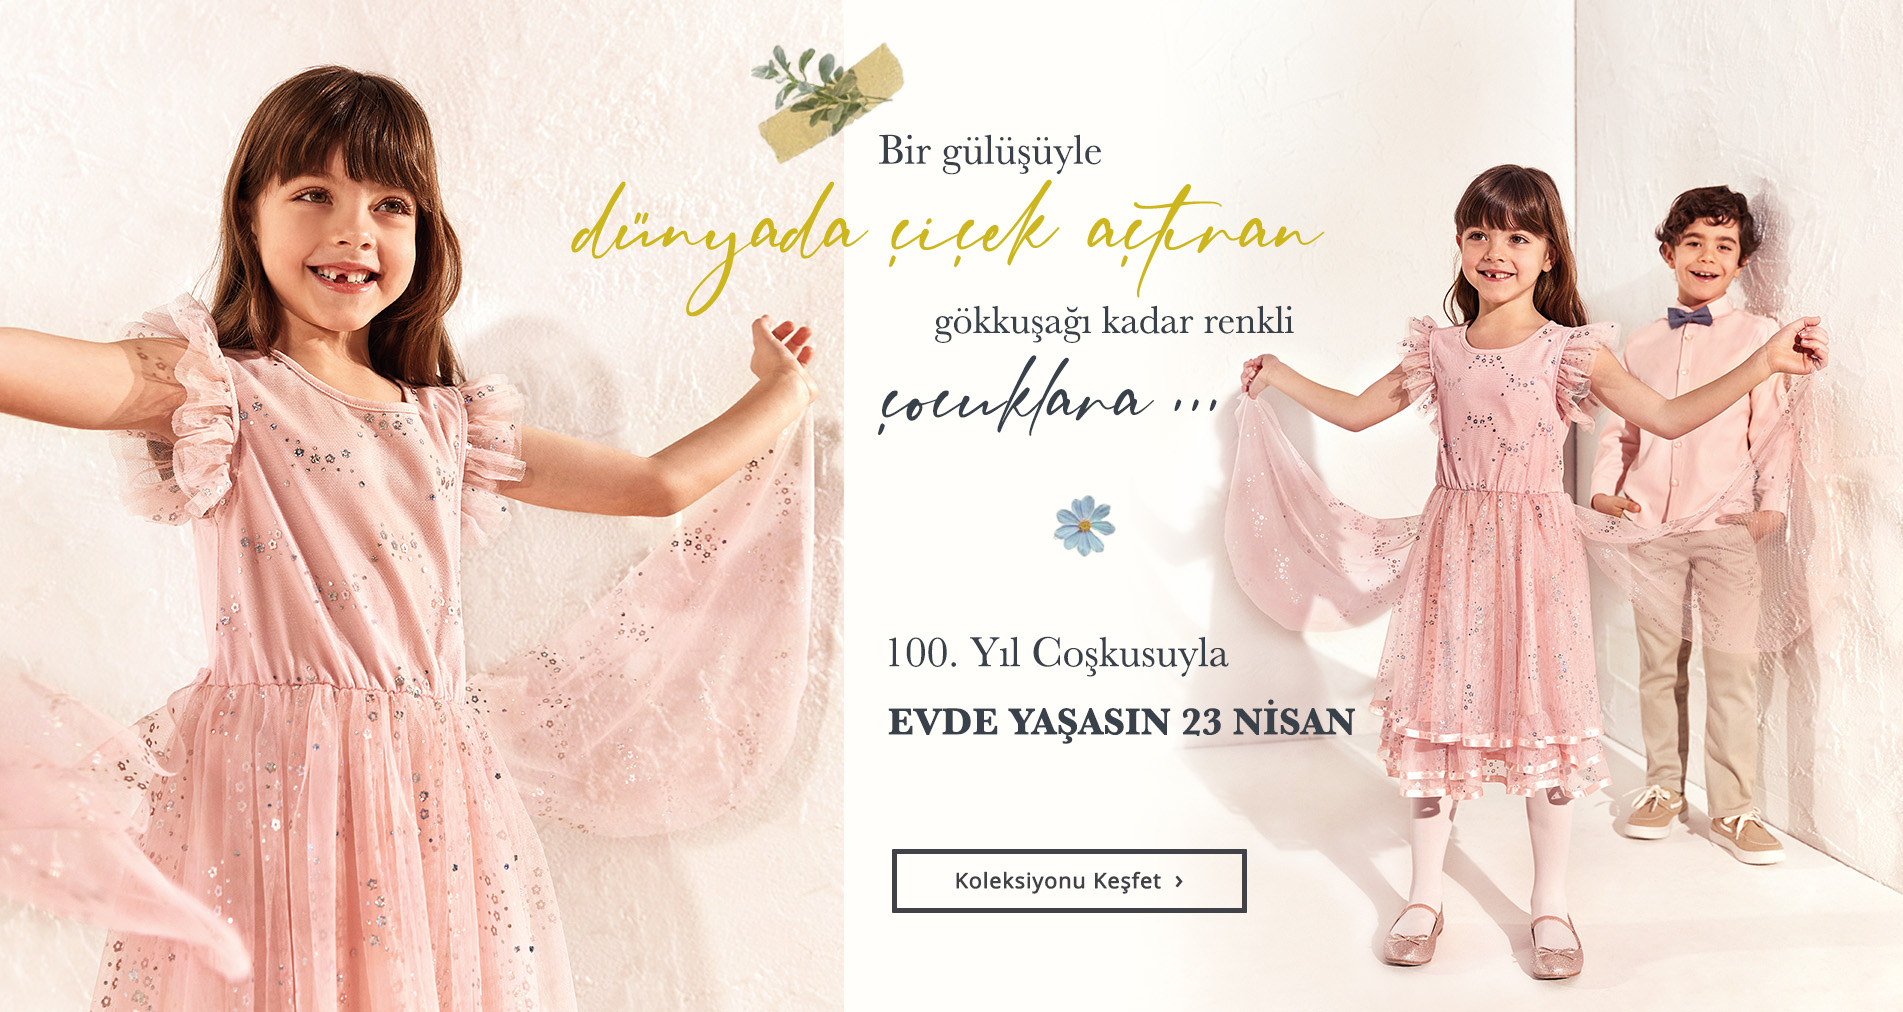 Bir gülüşüyle
dünyada çiçek açtıran
gökkuşağı kadar renkli
çocuklara ...
100. Yıl Coşkusuyla
EVDE YAŞASIN 23 NİSAN
Koleksiyonu Keşfet ›